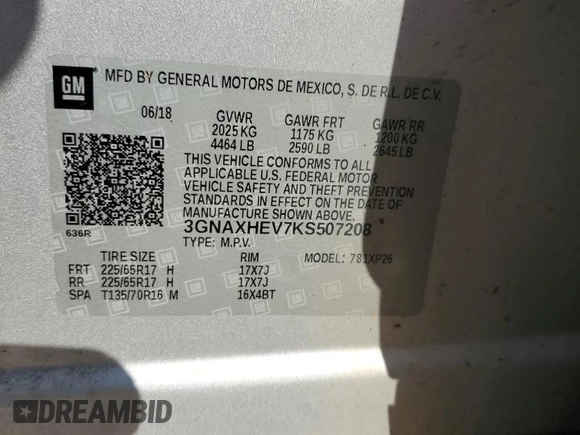 GM MFD BY GENERAL MOTORS DE MEXICO, S. DE R.L. DE C.V.
06/18 GVWR GAWR FRT GAWR RR
2025 KG 1175 KG 1200 KG
4464 LB 2590 LB 2645 LB
THIS VEHICLE CONFORMS TO ALL
APPLICABLE U.S. FEDERAL MOTOR
VEHICLE SAFETY AND THEFT PREVENTION
STANDARDS IN EFFECT ON THE DATE OF
MANUFACTURE SHOWN ABOVE.
636R 3GNAXHEV7KS507208
TYPE: M.P.V.
TIRE SIZE RIM MODEL: 781XP26
FRT 225/65R17 H 17X7J
RR 225/65R17 H 17X7J
SPA T135/70R16 M 16X4BT
DREAMBID